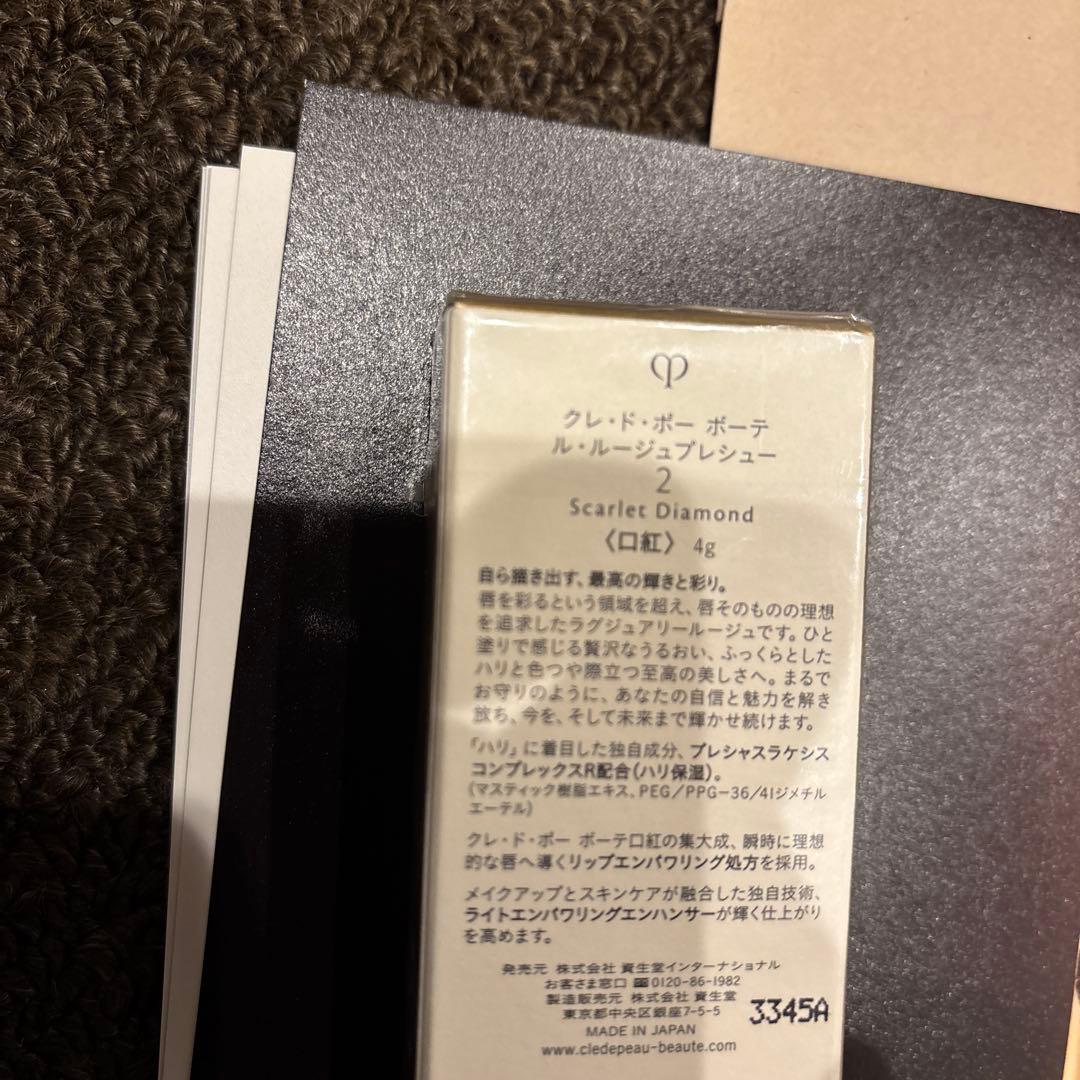 クレ・ド・ポー ボーテ
ル・ルージュプレシュー
2
Scarlet Diamond
〈口紅〉 4g
自ら描き出す、最高の輝きと彩り。
唇を彩るという領域を超え、唇そのものの理想
を追求したラグジュアリールージュです。ひと
塗りで感じる贅沢なうるおい、ふっくらとした
ハリと色つや際立つ至高の美しさへ。まるで
お守りのように、あなたの自信と魅力を解き
放ち、今を、そして未来まで輝かせ続けます。
「ハリ」に着目した独自成分、プレシャスラケシス
コンプレックスR配合（ハリ保湿）。
（マスティック樹脂エキス、PEG／PPG−36／41ジメチル
エーテル）
クレ・ド・ポー ボーテ口紅の集大成、瞬時に理想
的な唇へ導くリップエンパワリング処方を採用。
メイクアップとスキンケアが融合した独自技術、
ライトエンパワリングエンハンサーが輝く仕上がり
を高めます。
発売元 株式会社 資生堂インターナショナル
お客さま窓口 0120-86-1982
製造販売元 株式会社 資生堂
東京都中央区銀座7-5-5
3345A
MADE IN JAPAN
www.cledepeau-beaute.com